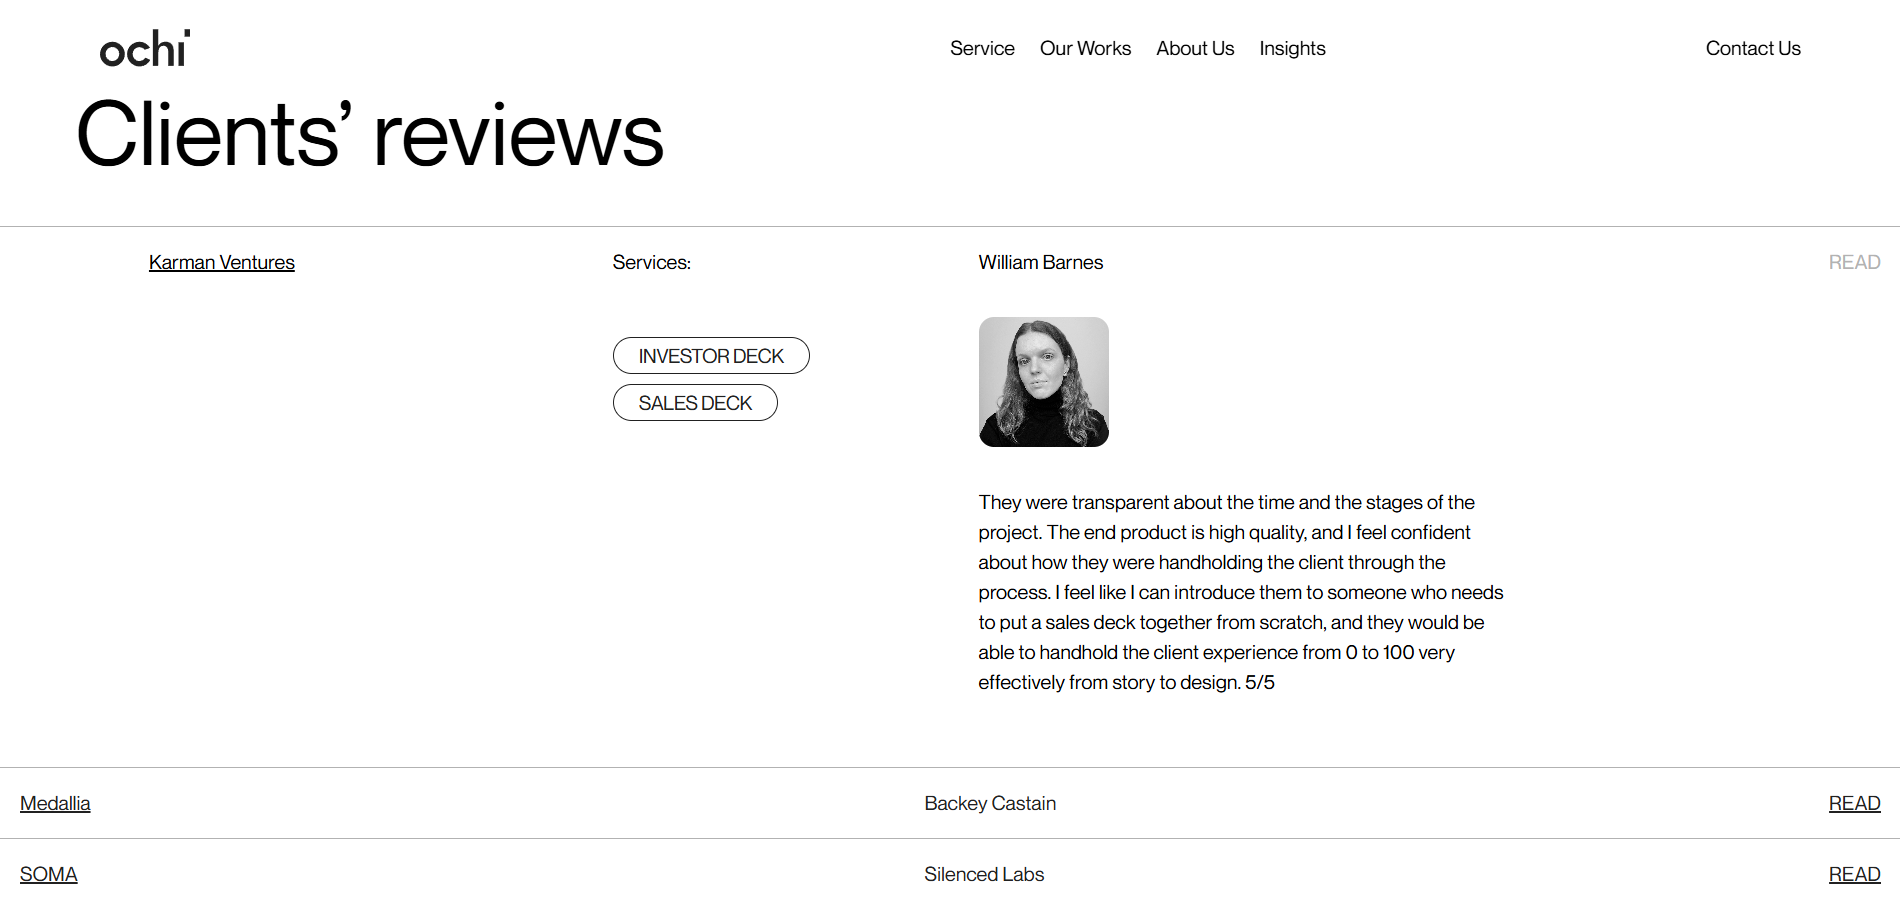 ochi
Service Our Works About Us Insights Contact Us
Clients’ reviews
Karman Ventures Services: William Barnes READ
INVESTOR DECK
SALES DECK
They were transparent about the time and the stages of the
project. The end product is high quality, and I feel confident
about how they were handholding the client through the
process. I feel like I can introduce them to someone who needs
to put a sales deck together from scratch, and they would be
able to handhold the client experience from 0 to 100 very
effectively from story to design. 5/5
Medallia Backey Castain READ
SOMA Silenced Labs READ